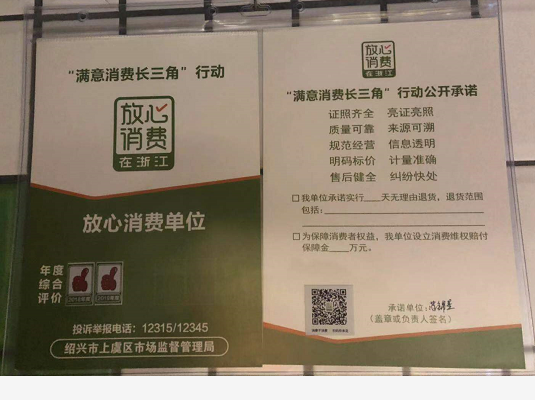 “满意消费长三角”行动
放心
消费
在浙江
放心消费单位
年度
综合
评价
投诉举报电话：12315/12345
绍兴市上虞区市场监督管理局
放心
消费
在浙江
“满意消费长三角”行动公开承诺
证照齐全 亮证亮照
质量可靠 来源可溯
规范经营 信息透明
明码标价 计量准确
售后健全 纠纷快处
□我单位承诺实行___天无理由退货，退货范围
包括：
□为保障消费者权益，我单位设立消费维权赔付
保障金___万元。
承诺单位：
（盖章或负责人签名）